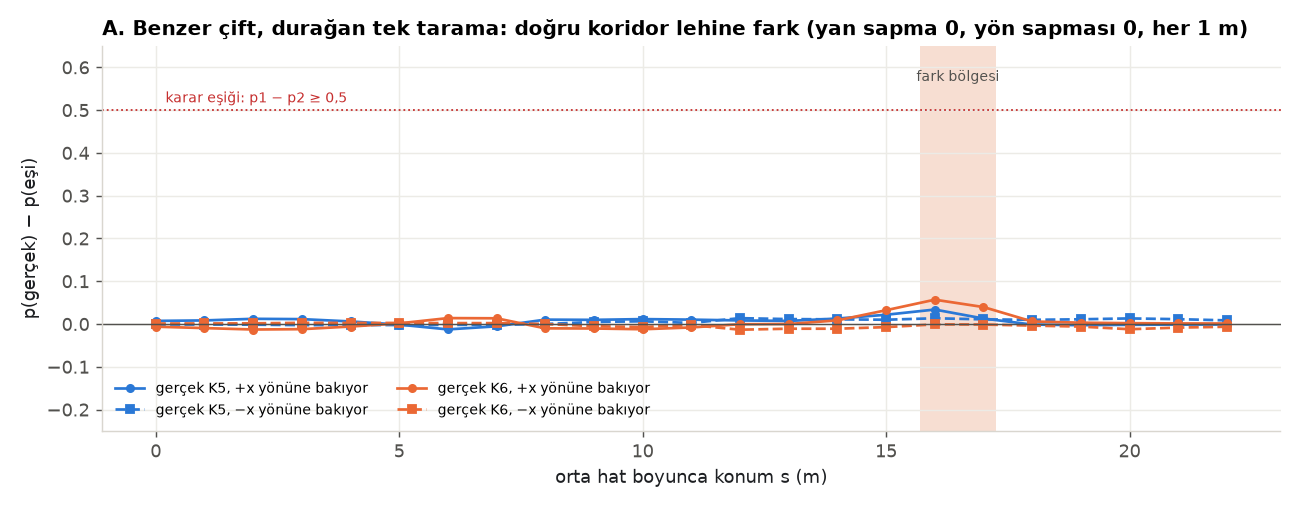 A. Benzer çift, durağan tek tarama: doğru koridor lehine fark (yan sapma 0, yön sapması 0, her 1 m)
p(gerçek) − p(eşi)
0.6
0.5
0.4
0.3
0.2
0.1
0.0
−0.1
−0.2
karar eşiği: p1 − p2 ≥ 0,5
fark bölgesi
gerçek K5, +x yönüne bakıyor
gerçek K5, −x yönüne bakıyor
gerçek K6, +x yönüne bakıyor
gerçek K6, −x yönüne bakıyor
0 5 10 15 20
orta hat boyunca konum s (m)